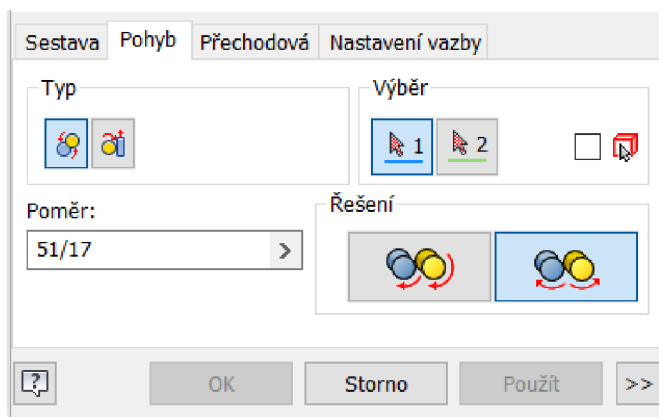 Sestava Pohyb Přechodová Nastavení vazby
Typ
Výběr
1 2
Poměr:
Řešení
51/17 >
? OK Storno Použít >>